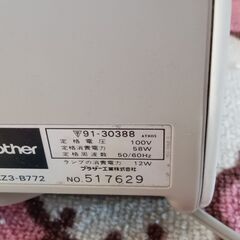 〒91-30388 ATMOS
定格電圧 100V
定格消費電力 58W
定格周波数 50/60Hz
ランプの消費電力 12W
ブラザー工業株式会社
No. 517629
other
ZZ3-B772